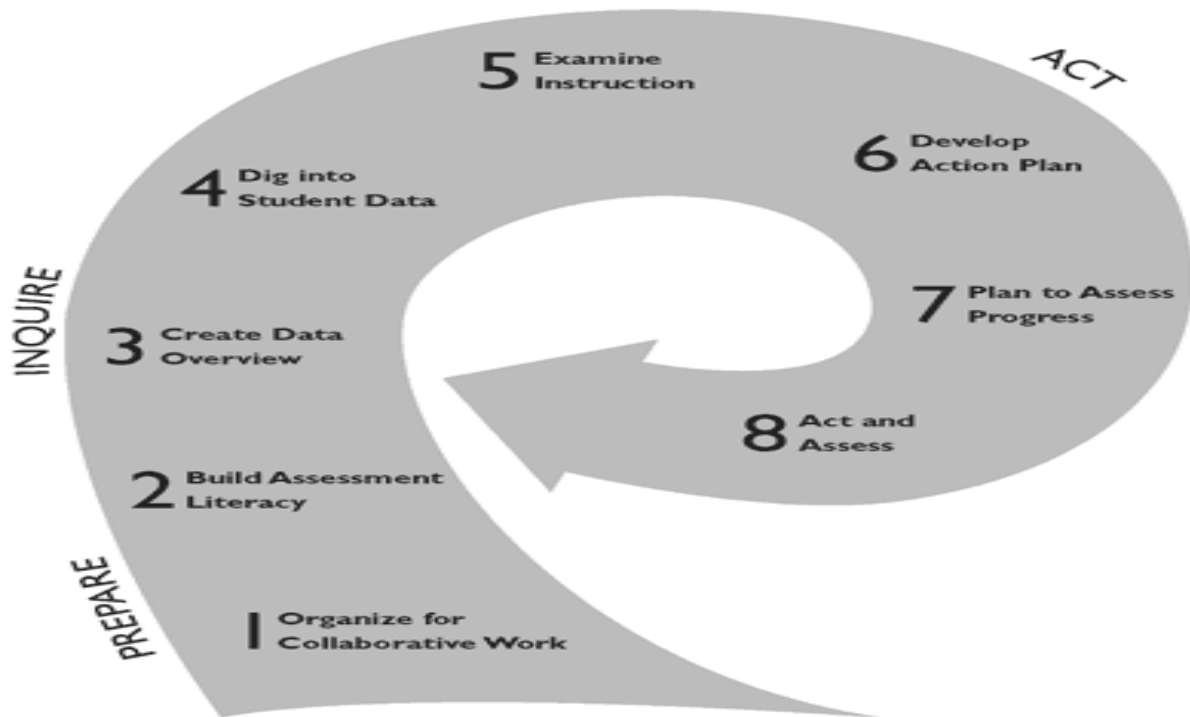 PREPARE
1 Organize for
Collaborative Work
2 Build Assessment
Literacy
INQUIRE
3 Create Data
Overview
4 Dig into
Student Data
5 Examine
Instruction
ACT
6 Develop
Action Plan
7 Plan to Assess
Progress
8 Act and
Assess